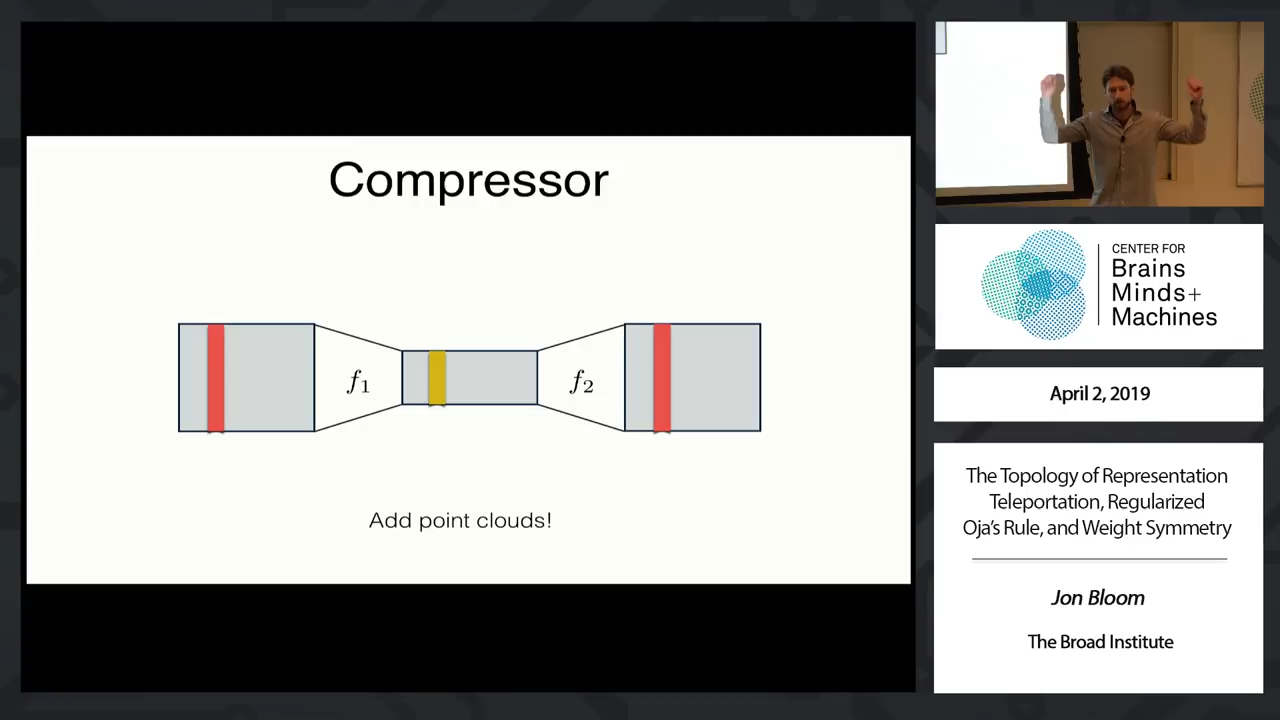 Compressor
f1
f2
Add point clouds!
CENTER FOR
Brains
Minds+
Machines
April 2, 2019
The Topology of Representation
Teleportation, Regularized
Oja's Rule, and Weight Symmetry
Jon Bloom
The Broad Institute